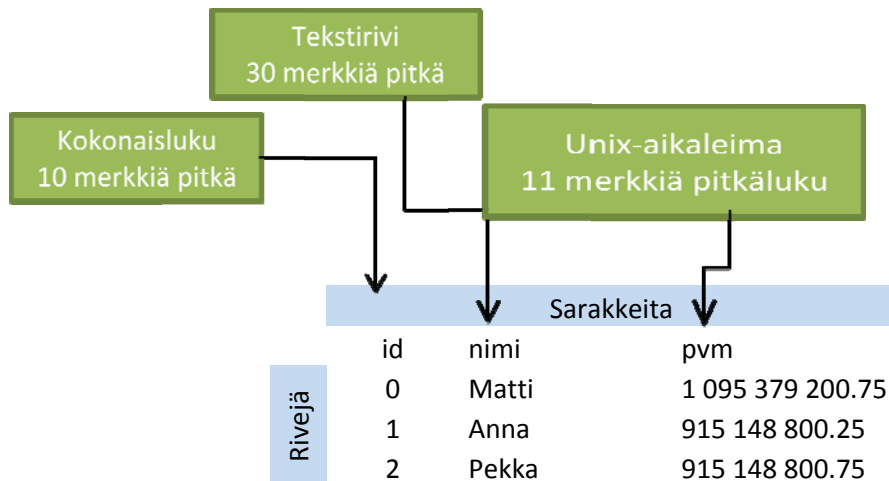 Tekstirivi
30 merkkiä pitkä
Kokonaisluku
10 merkkiä pitkä
Unix-aikaleima
11 merkkiä pitkäluku
Sarakkeita
id nimi pvm
Rivejä
0 Matti 1 095 379 200.75
1 Anna 915 148 800.25
2 Pekka 915 148 800.75